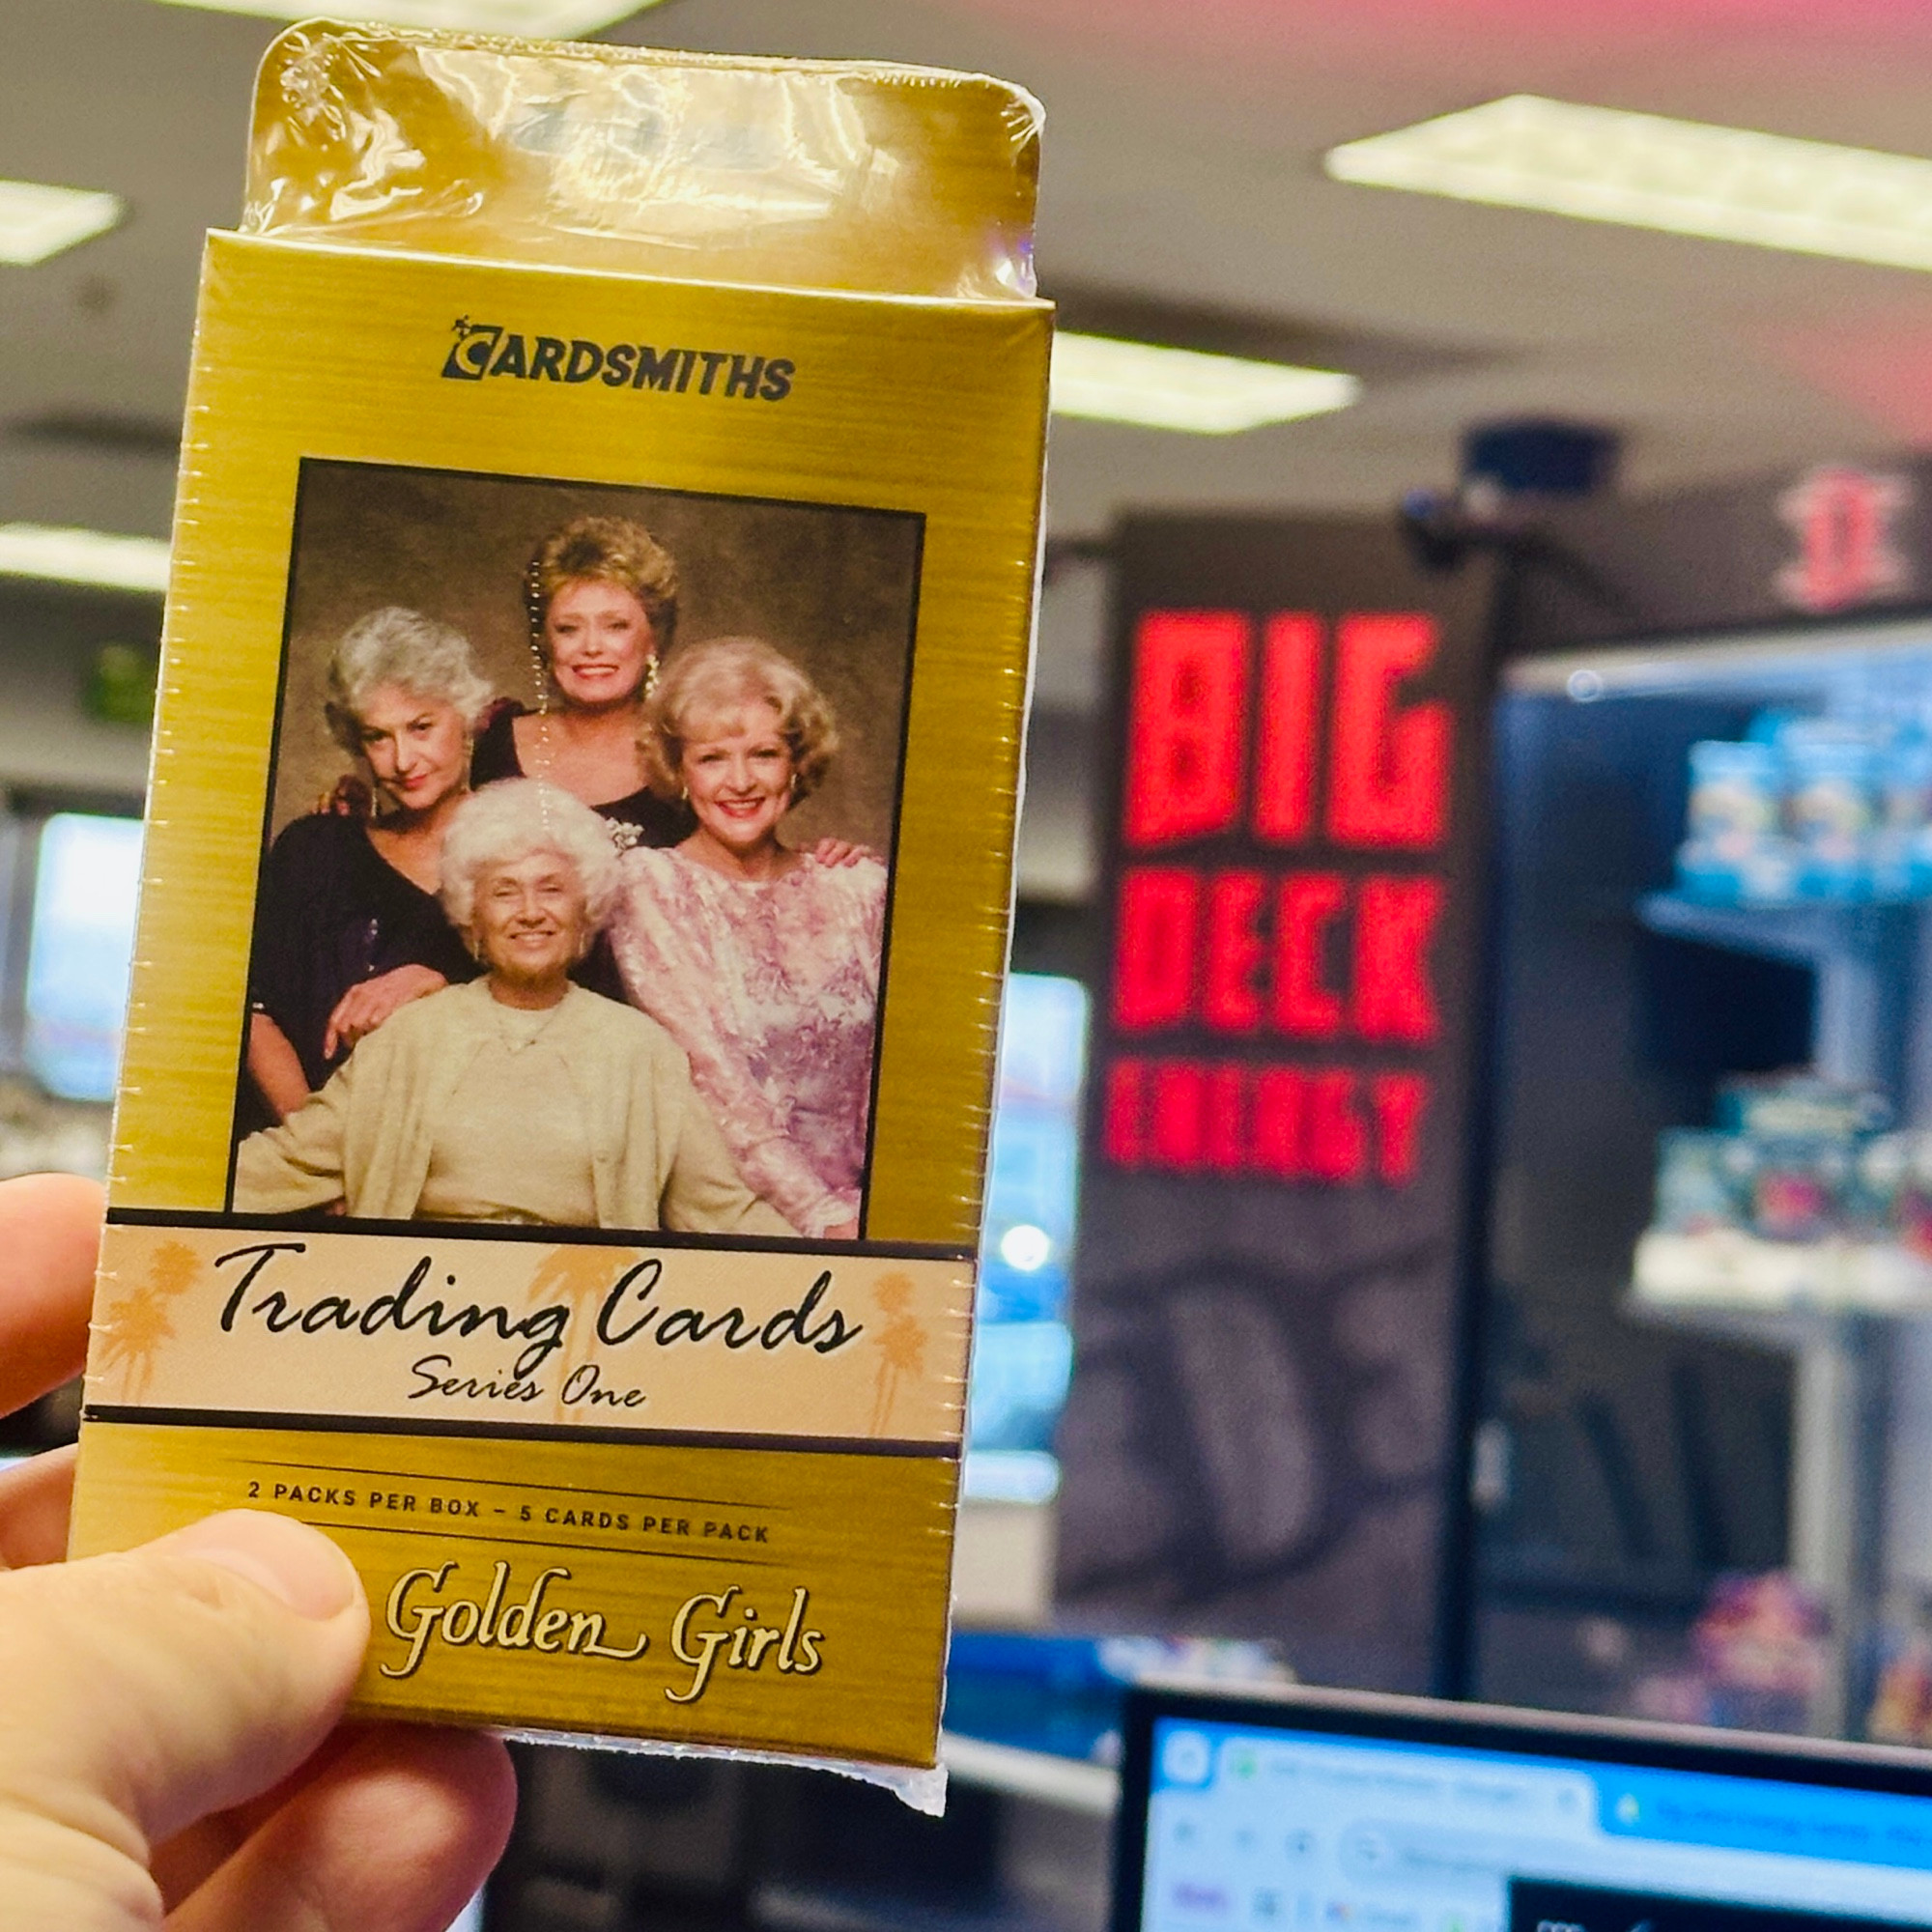 CARDSMITHS
Trading Cards
Series One
2 PACKS PER BOX – 5 CARDS PER PACK
Golden Girls
BIG
DECK
ENERGY